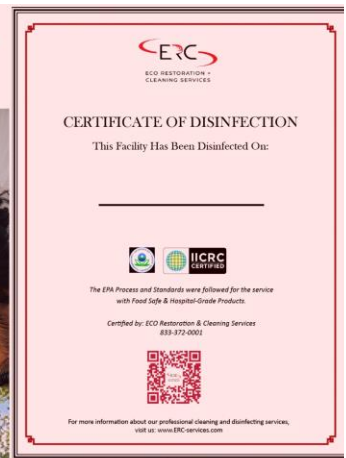 ERC
ECO RESTORATION +
CLEANING SERVICES
CERTIFICATE OF DISINFECTION
This Facility Has Been Disinfected On:
IICRC
CERTIFIED
The EPA Process and Standards were followed for the service
with Food Safe & Hospital-Grade Products.
Certified by: ECO Restoration & Cleaning Services
833-372-0001
For more information about our professional cleaning and disinfecting services,
visit us: www.ERC-services.com